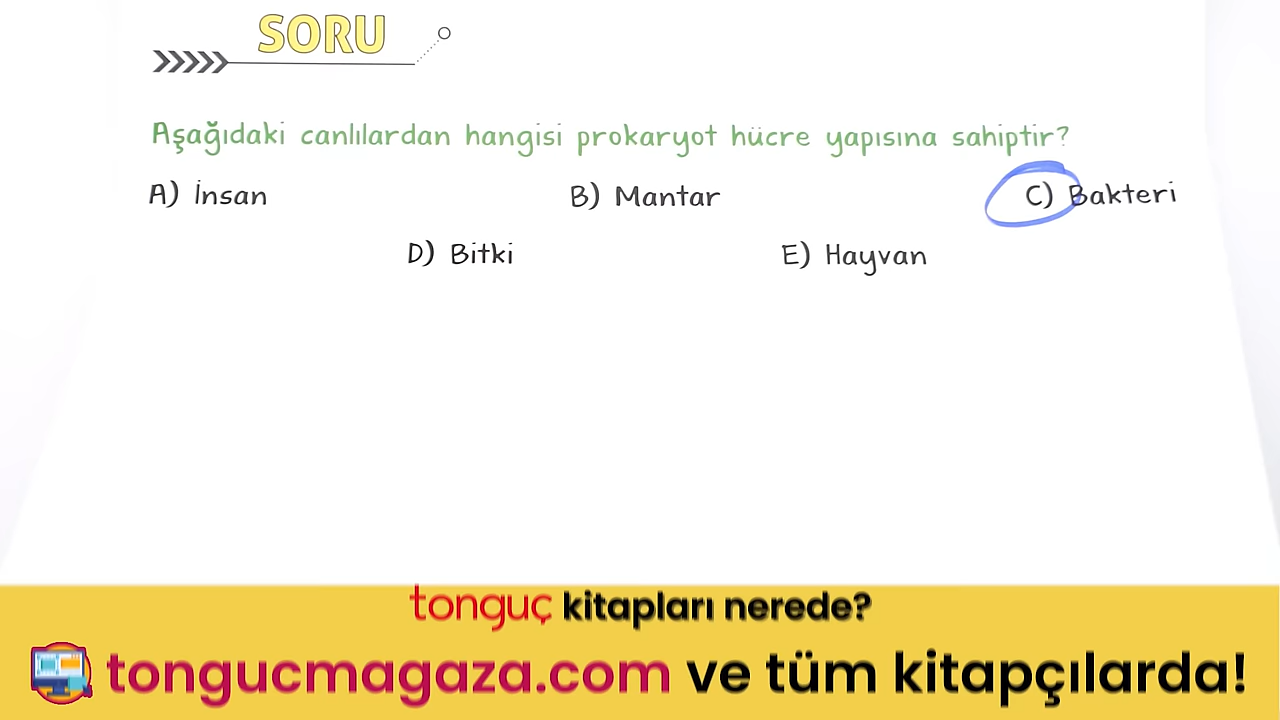 SORU
Aşağıdaki canlılardan hangisi prokaryot hücre yapısına sahiptir?
A) İnsan B) Mantar C) Bakteri
D) Bitki E) Hayvan
tonguç kitapları nerede?
tongucmagaza.com ve tüm kitapçılarda!